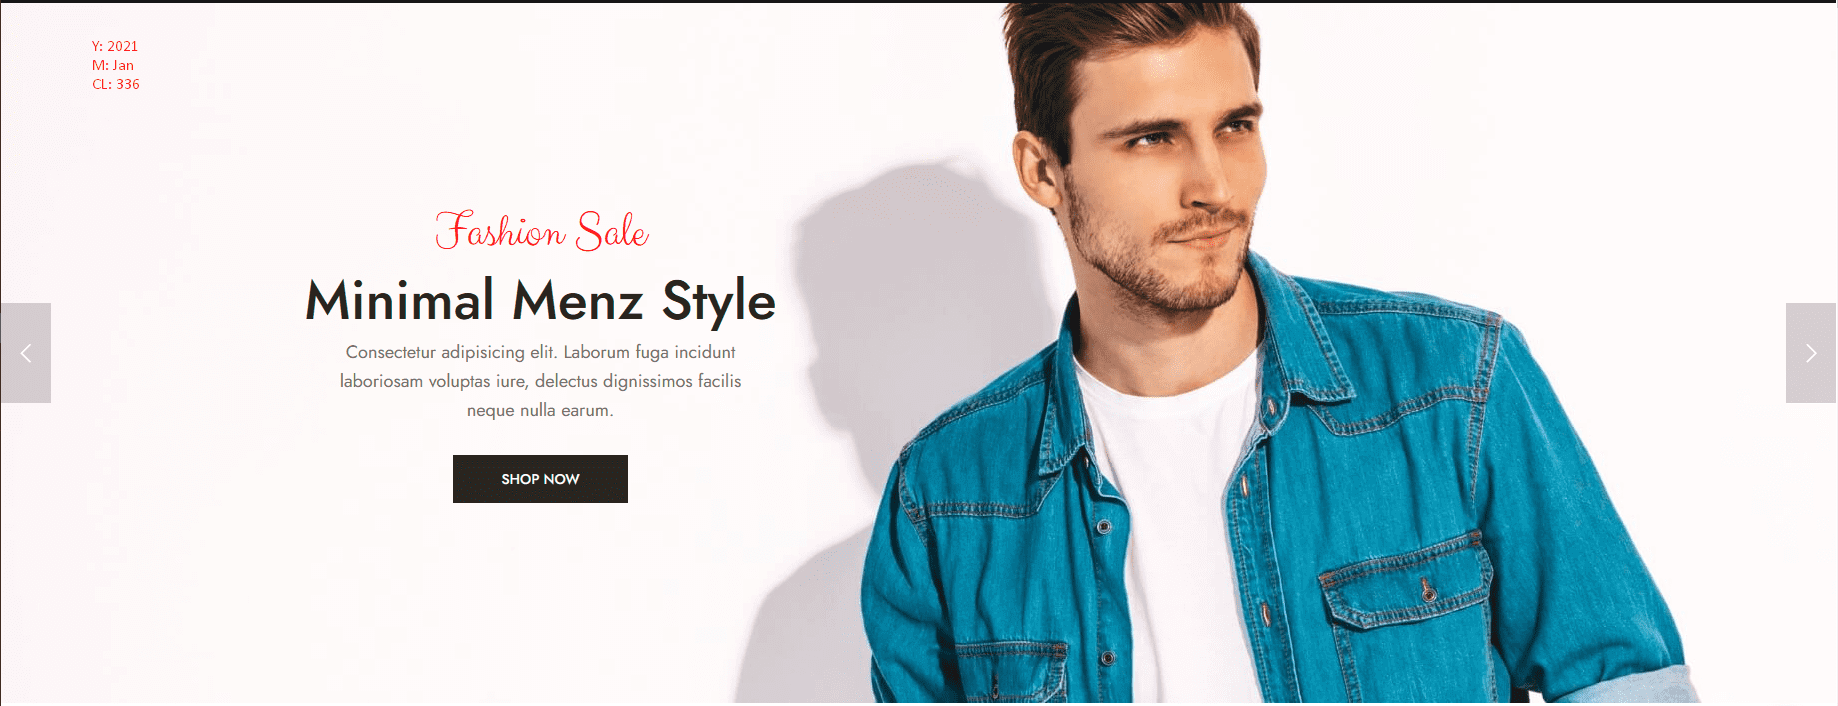 Y: 2021
M: Jan
CL: 336
Fashion Sale
Minimal Menz Style
Consectetur adipisicing elit. Laborum fuga incidunt
laboriosam voluptas iure, delectus dignissimos facilis
neque nulla earum.
SHOP NOW